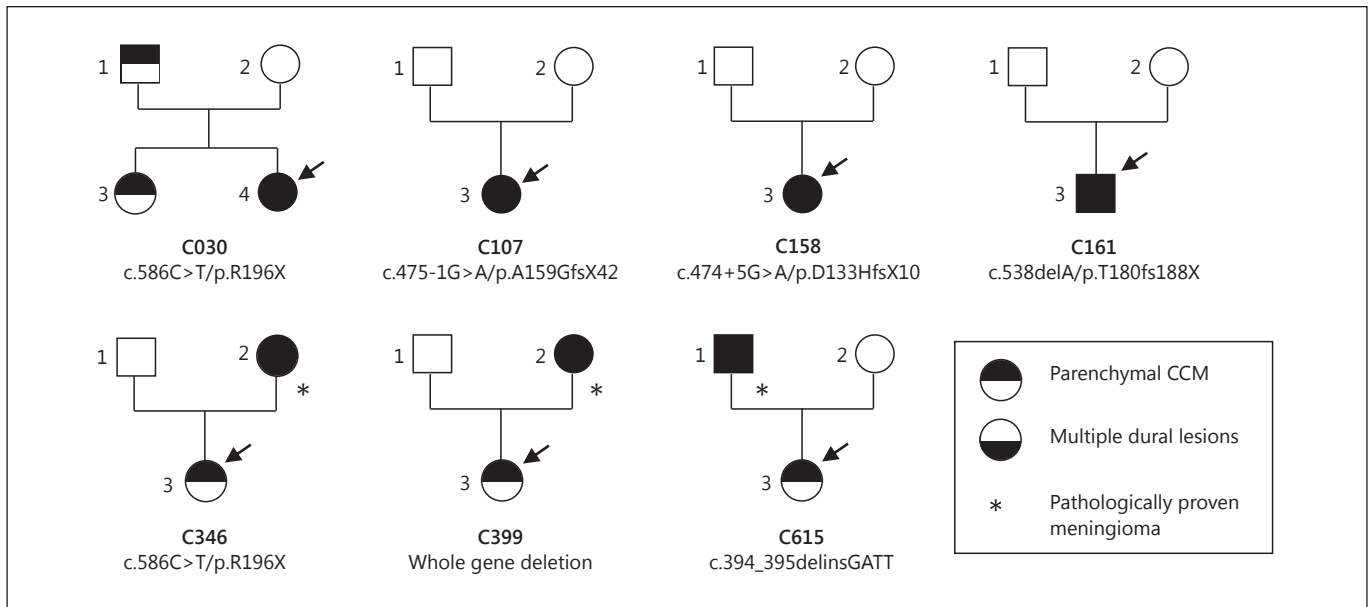 1
2
3
4
C030
c.586C>T/p.R196X
1
2
3
C107
c.475-1G>A/p.A159GfsX42
1
2
3
C158
c.474+5G>A/p.D133HfsX10
1
2
3
C161
c.538delA/p.T180fs188X
1
2
*
3
C346
c.586C>T/p.R196X
1
2
*
3
C399
Whole gene deletion
1
2
*
3
C615
c.394_395delinsGATT
Parenchymal CCM
Multiple dural lesions
* Pathologically proven
meningioma